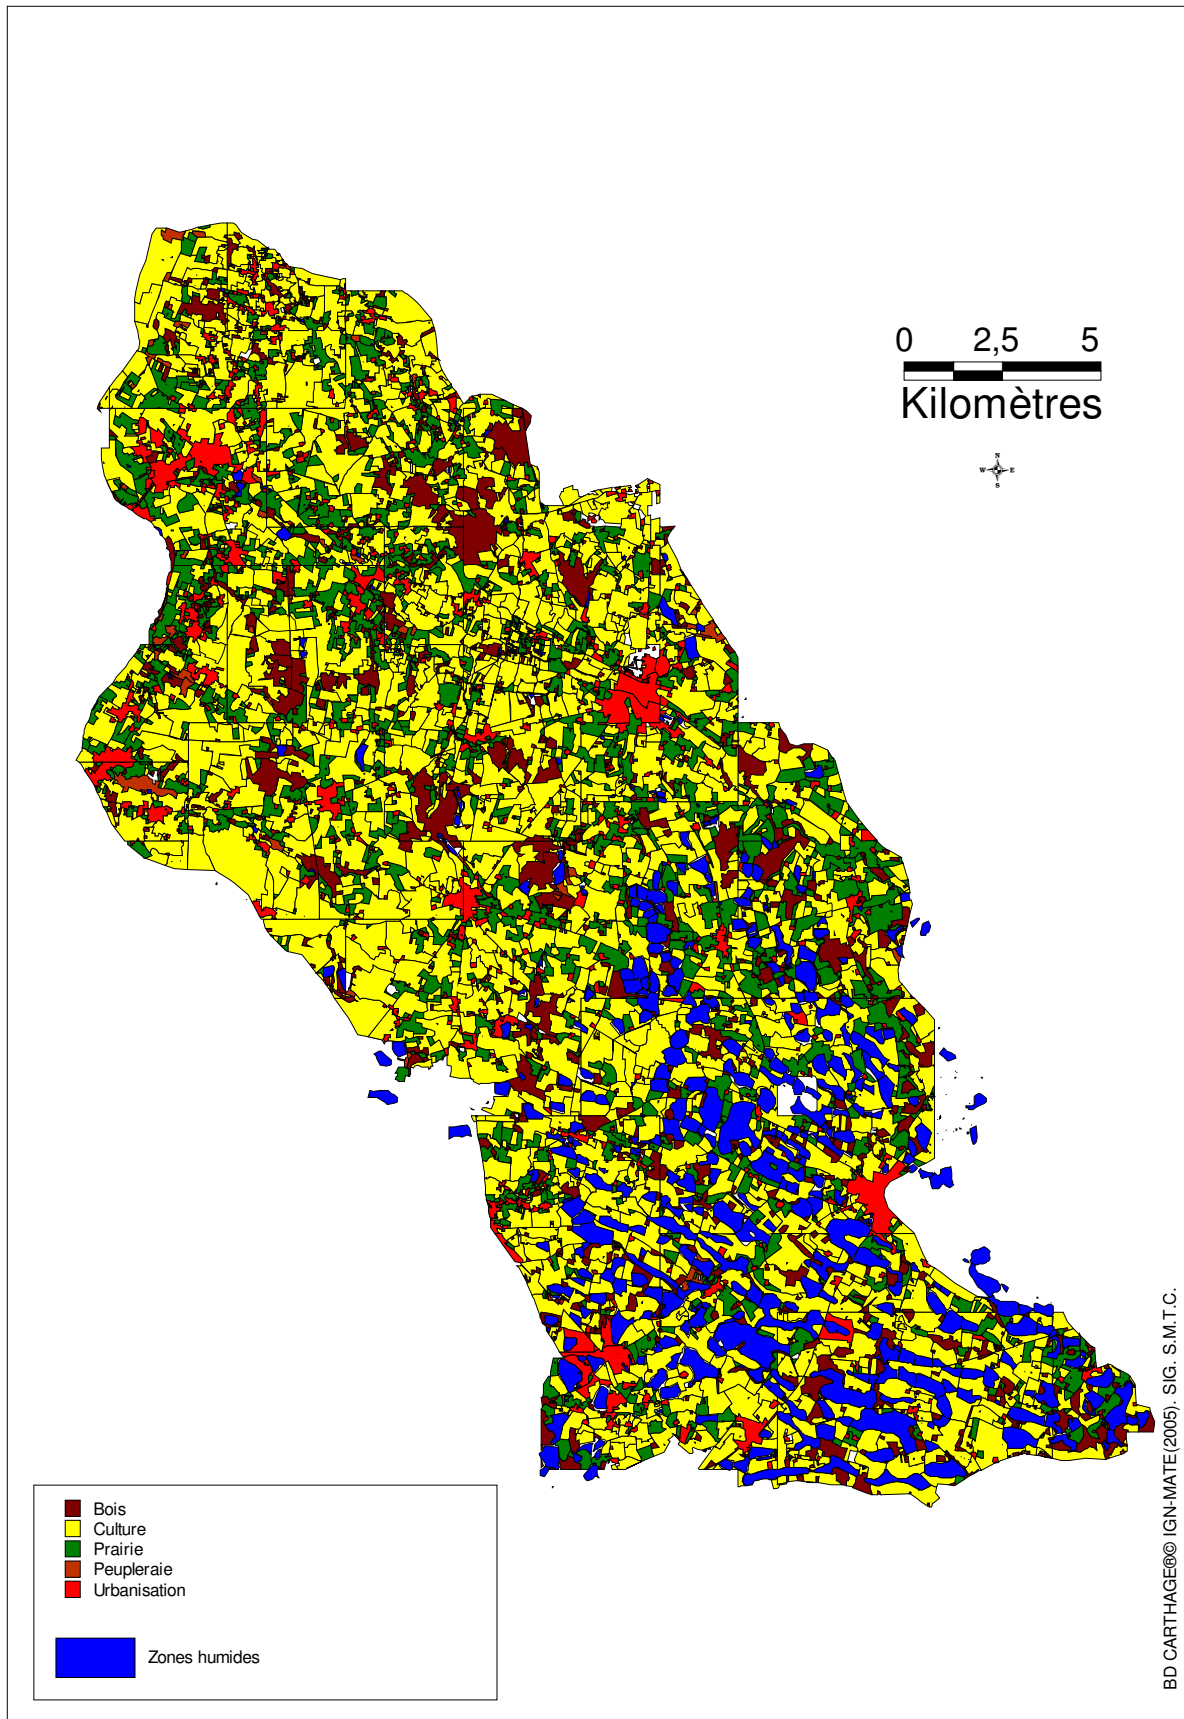 0 2,5 5
Kilomètres
N
W E
S
Bois
Culture
Prairie
Peupleraie
Urbanisation
Zones humides
BD CARTHAGE®© IGN-MATE(2005). SIG. S.M.T.C.